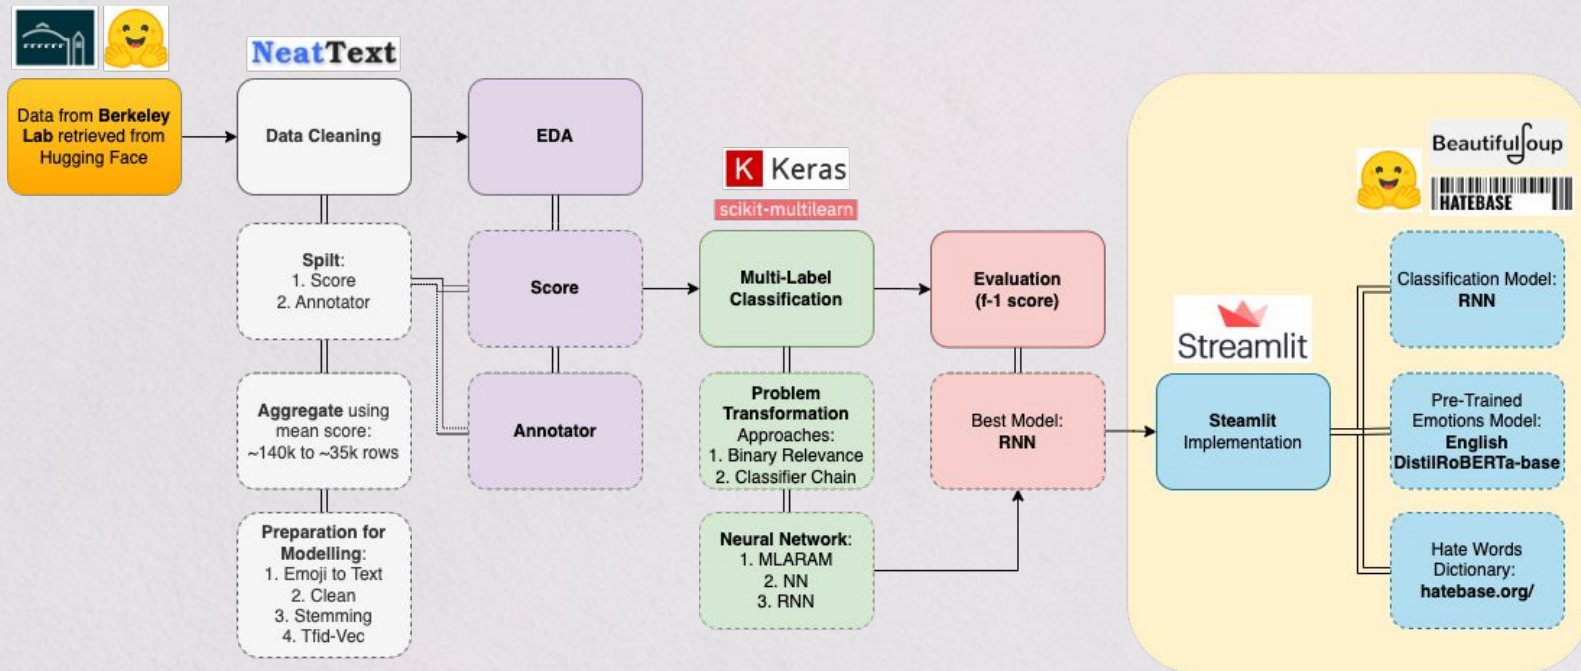 NeatText
Data from Berkeley
Lab retrieved from
Hugging Face
Data Cleaning
EDA
Spilt:
1. Score
2. Annotator
Score
Aggregate using
mean score:
~140k to ~35k rows
Annotator
Preparation for
Modelling:
1. Emoji to Text
2. Clean
3. Stemming
4. Tfid-Vec
K Keras
scikit-multilearn
Multi-Label
Classification
Evaluation
(f-1 score)
Problem
Transformation
Approaches:
1. Binary Relevance
2. Classifier Chain
Best Model:
RNN
Neural Network:
1. MLARAM
2. NN
3. RNN
Streamlit
Steamlit
Implementation
BeautifulSoup
HATEBASE
Classification Model:
RNN
Pre-Trained
Emotions Model:
English
DistilRoBERTa-base
Hate Words
Dictionary:
hatebase.org/